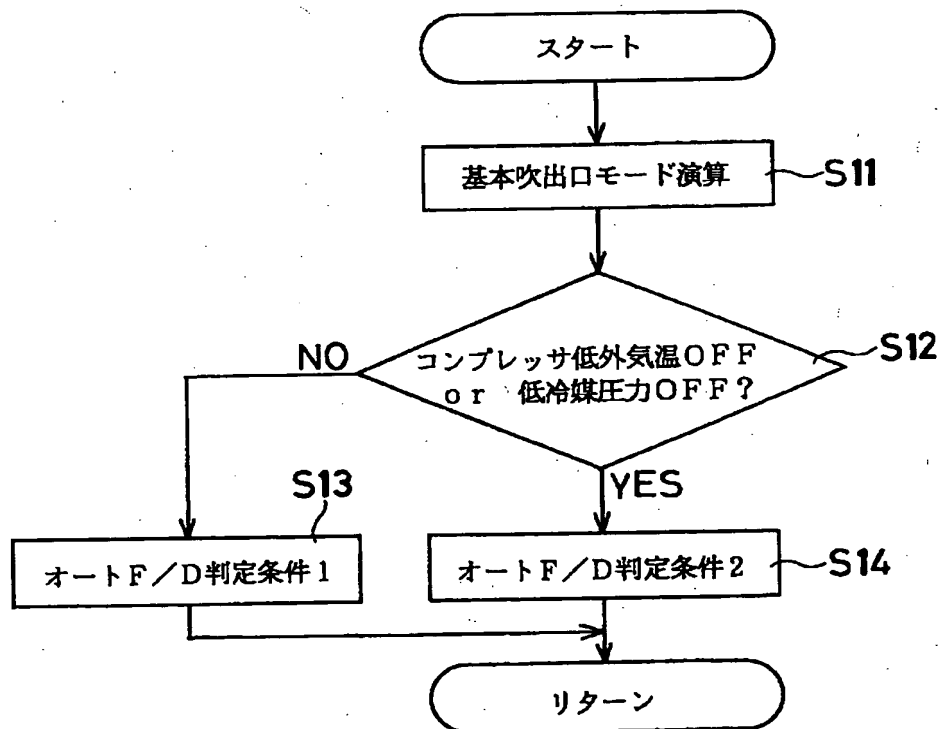 スタート
基本吹出口モード演算
S11
コンプレッサ低外気温OFF
or 低冷媒圧力OFF?
S12
NO
YES
S13
オートF/D判定条件1
オートF/D判定条件2
S14
リターン